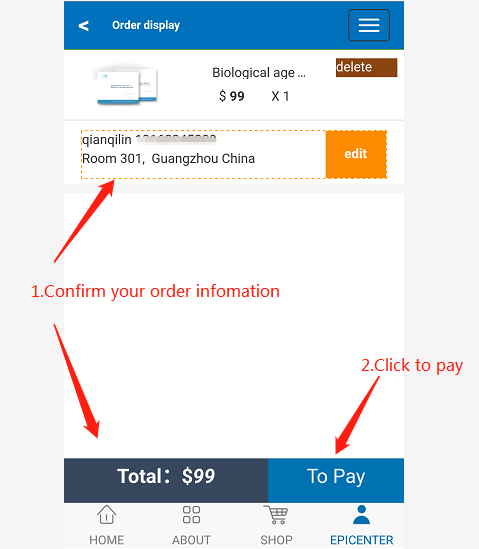 < Order display
Biological age ...
delete
$ 99 X 1
qianqilin
Room 301, Guangzhou China
edit
1.Confirm your order infomation
2.Click to pay
Total: $99
To Pay
HOME ABOUT SHOP EPICENTER